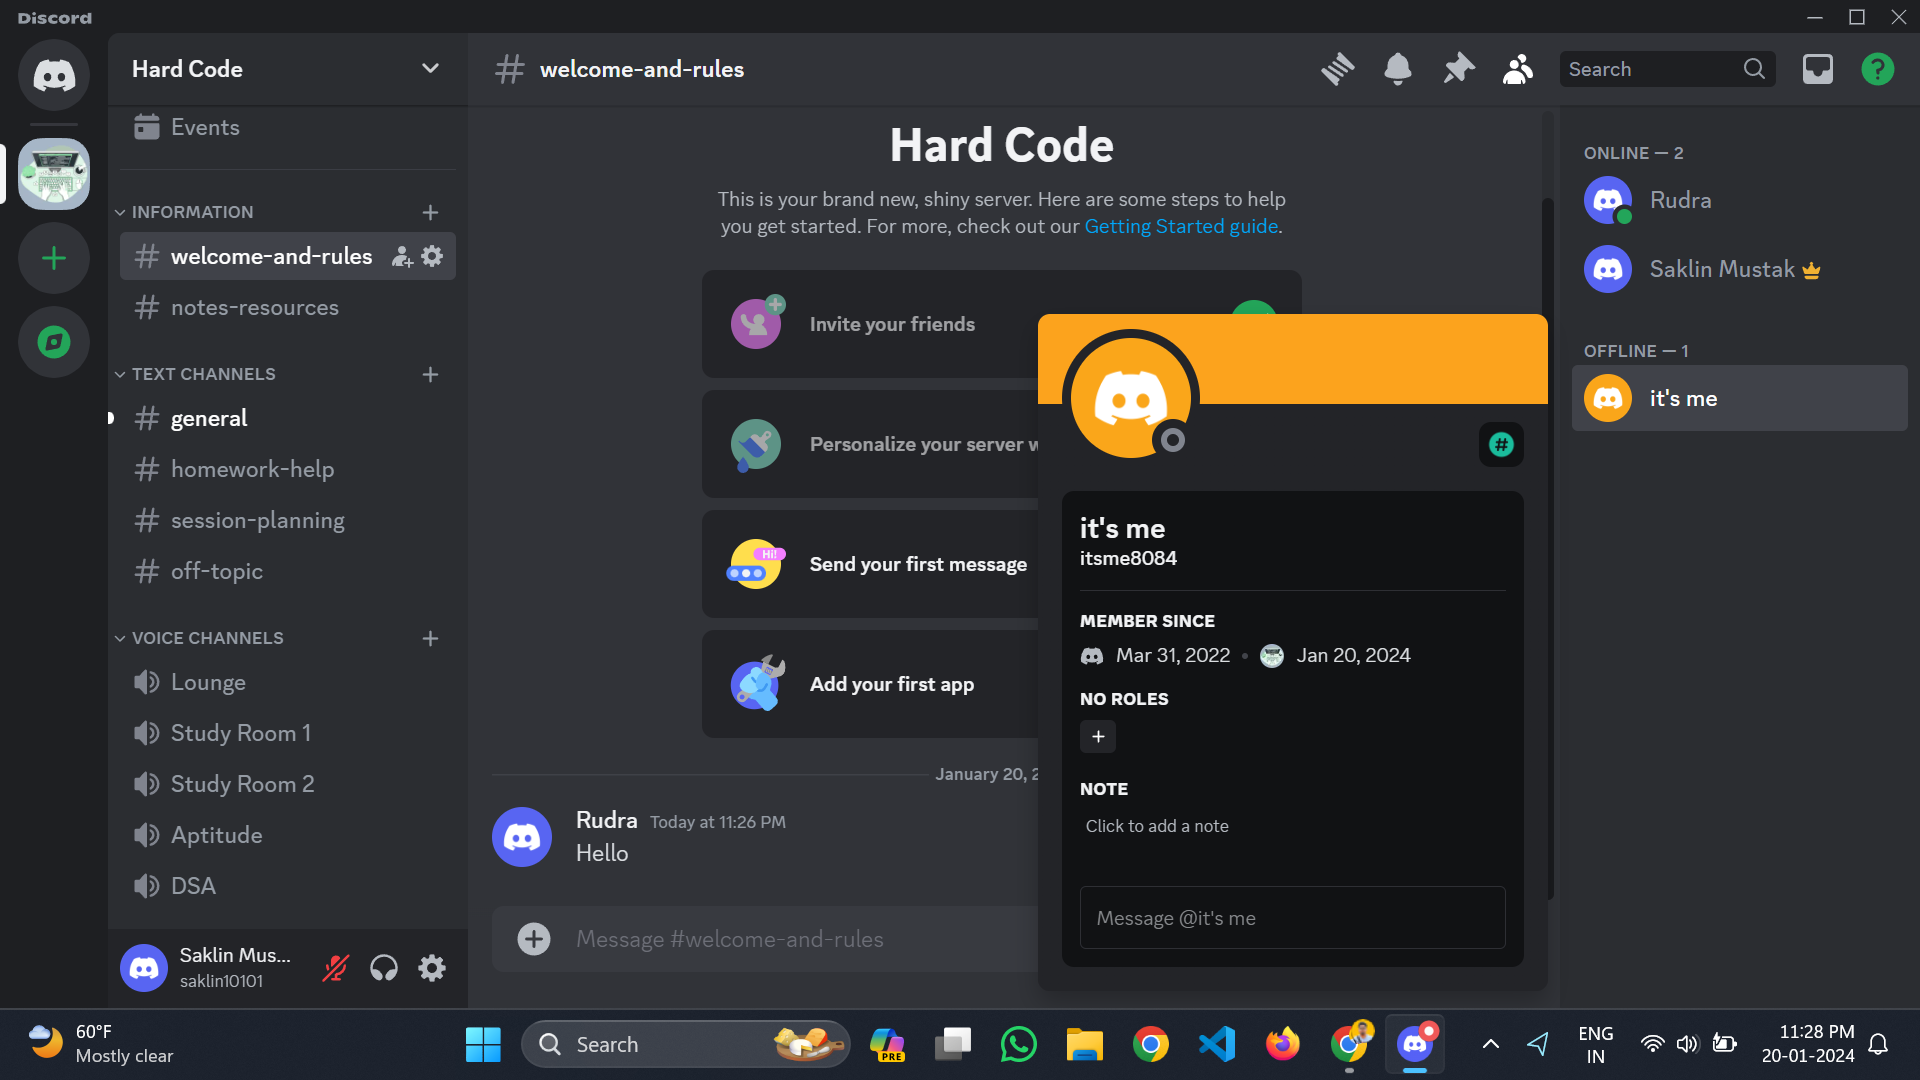 Discord
Hard Code
Events
INFORMATION
welcome-and-rules
notes-resources
TEXT CHANNELS
general
homework-help
session-planning
off-topic
VOICE CHANNELS
Lounge
Study Room 1
Study Room 2
Aptitude
DSA
Saklin Mus...
saklin10101
# welcome-and-rules
Search
Hard Code
This is your brand new, shiny server. Here are some steps to help
you get started. For more, check out our Getting Started guide.
Invite your friends
Personalize your server w
Hi!
Send your first message
Add your first app
January 20, 2
Rudra Today at 11:26 PM
Hello
Message #welcome-and-rules
it's me
itsme8084
MEMBER SINCE
Mar 31, 2022 • Jan 20, 2024
NO ROLES
+
NOTE
Click to add a note
Message @it's me
ONLINE — 2
Rudra
Saklin Mustak
OFFLINE — 1
it's me
60°F
Mostly clear
Search
PRE
ENG
IN
11:28 PM
20-01-2024